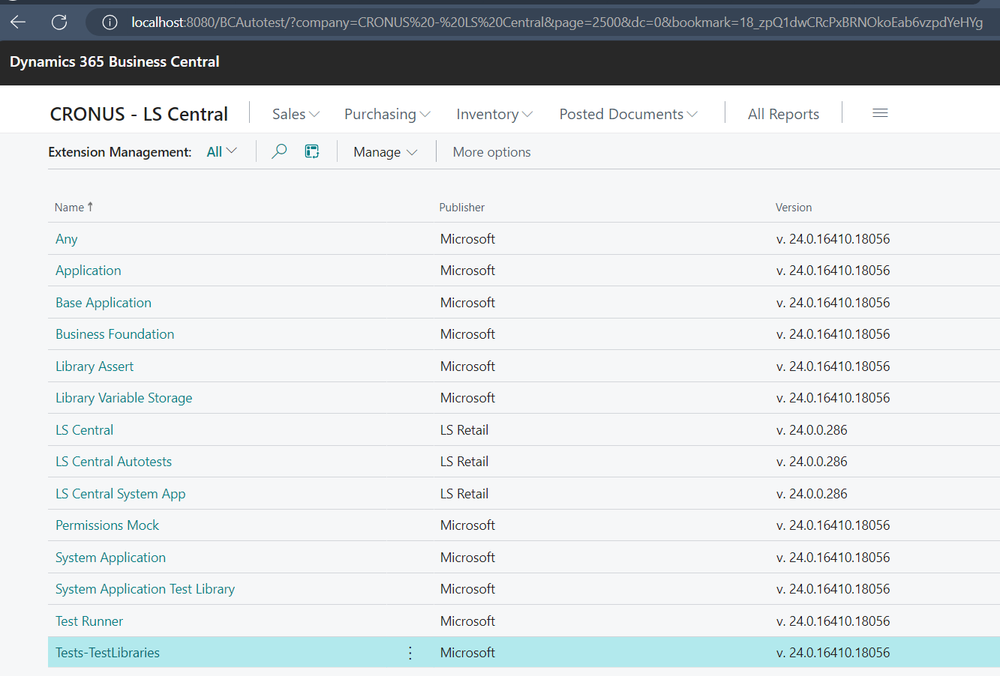 localhost:8080/BCAutotest/?company=CRONUS%20-%20LS%20Central&page=2500&dc=0&bookmark=18_zpQ1dwCRcPxBRNOkoEab6vzpdYeHYg
Dynamics 365 Business Central
CRONUS - LS Central Sales Purchasing Inventory Posted Documents All Reports
Extension Management: All Manage More options
Name ↑ Publisher Version
Any Microsoft v. 24.0.16410.18056
Application Microsoft v. 24.0.16410.18056
Base Application Microsoft v. 24.0.16410.18056
Business Foundation Microsoft v. 24.0.16410.18056
Library Assert Microsoft v. 24.0.16410.18056
Library Variable Storage Microsoft v. 24.0.16410.18056
LS Central LS Retail v. 24.0.0.286
LS Central Autotests LS Retail v. 24.0.0.286
LS Central System App LS Retail v. 24.0.0.286
Permissions Mock Microsoft v. 24.0.16410.18056
System Application Microsoft v. 24.0.16410.18056
System Application Test Library Microsoft v. 24.0.16410.18056
Test Runner Microsoft v. 24.0.16410.18056
Tests-TestLibraries Microsoft v. 24.0.16410.18056